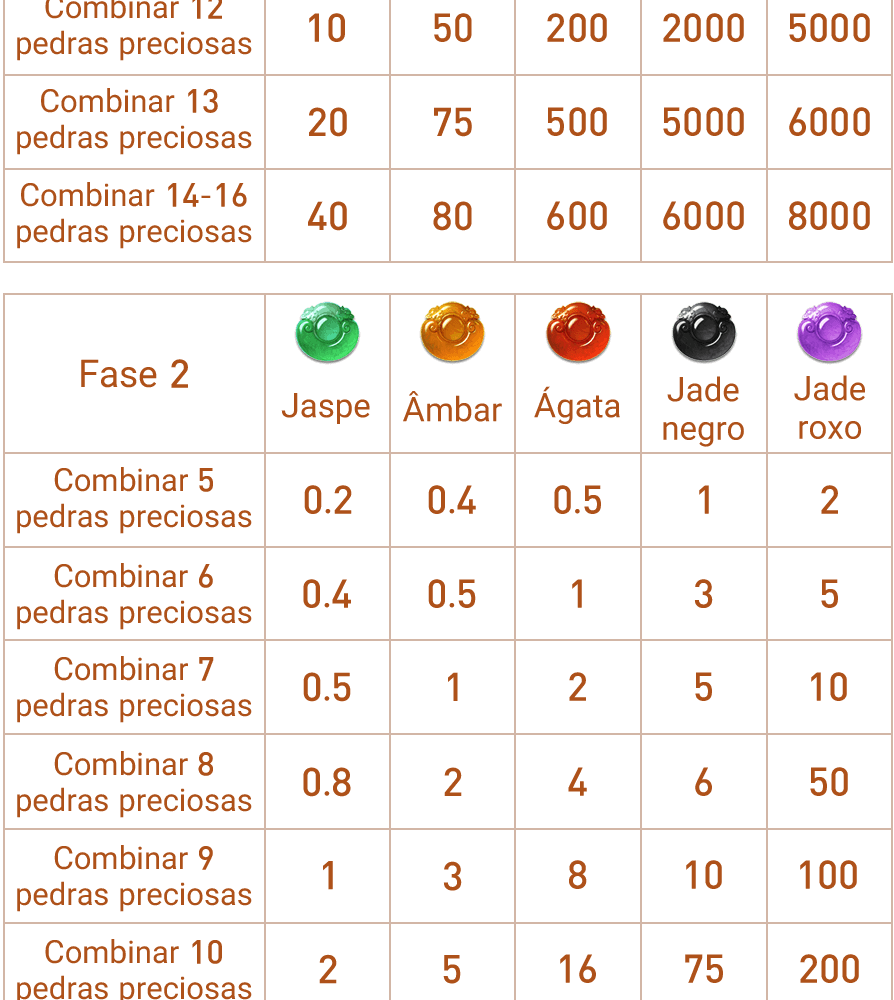 Combinar 12
pedras preciosas
10 50 200 2000 5000
Combinar 13
pedras preciosas
20 75 500 5000 6000
Combinar 14-16
pedras preciosas
40 80 600 6000 8000
Fase 2
Jaspe
Âmbar
Ágata
Jade
negro
Jade
roxo
Combinar 5
pedras preciosas
0.2 0.4 0.5 1 2
Combinar 6
pedras preciosas
0.4 0.5 1 3 5
Combinar 7
pedras preciosas
0.5 1 2 5 10
Combinar 8
pedras preciosas
0.8 2 4 6 50
Combinar 9
pedras preciosas
1 3 8 10 100
Combinar 10
pedras preciosas
2 5 16 75 200